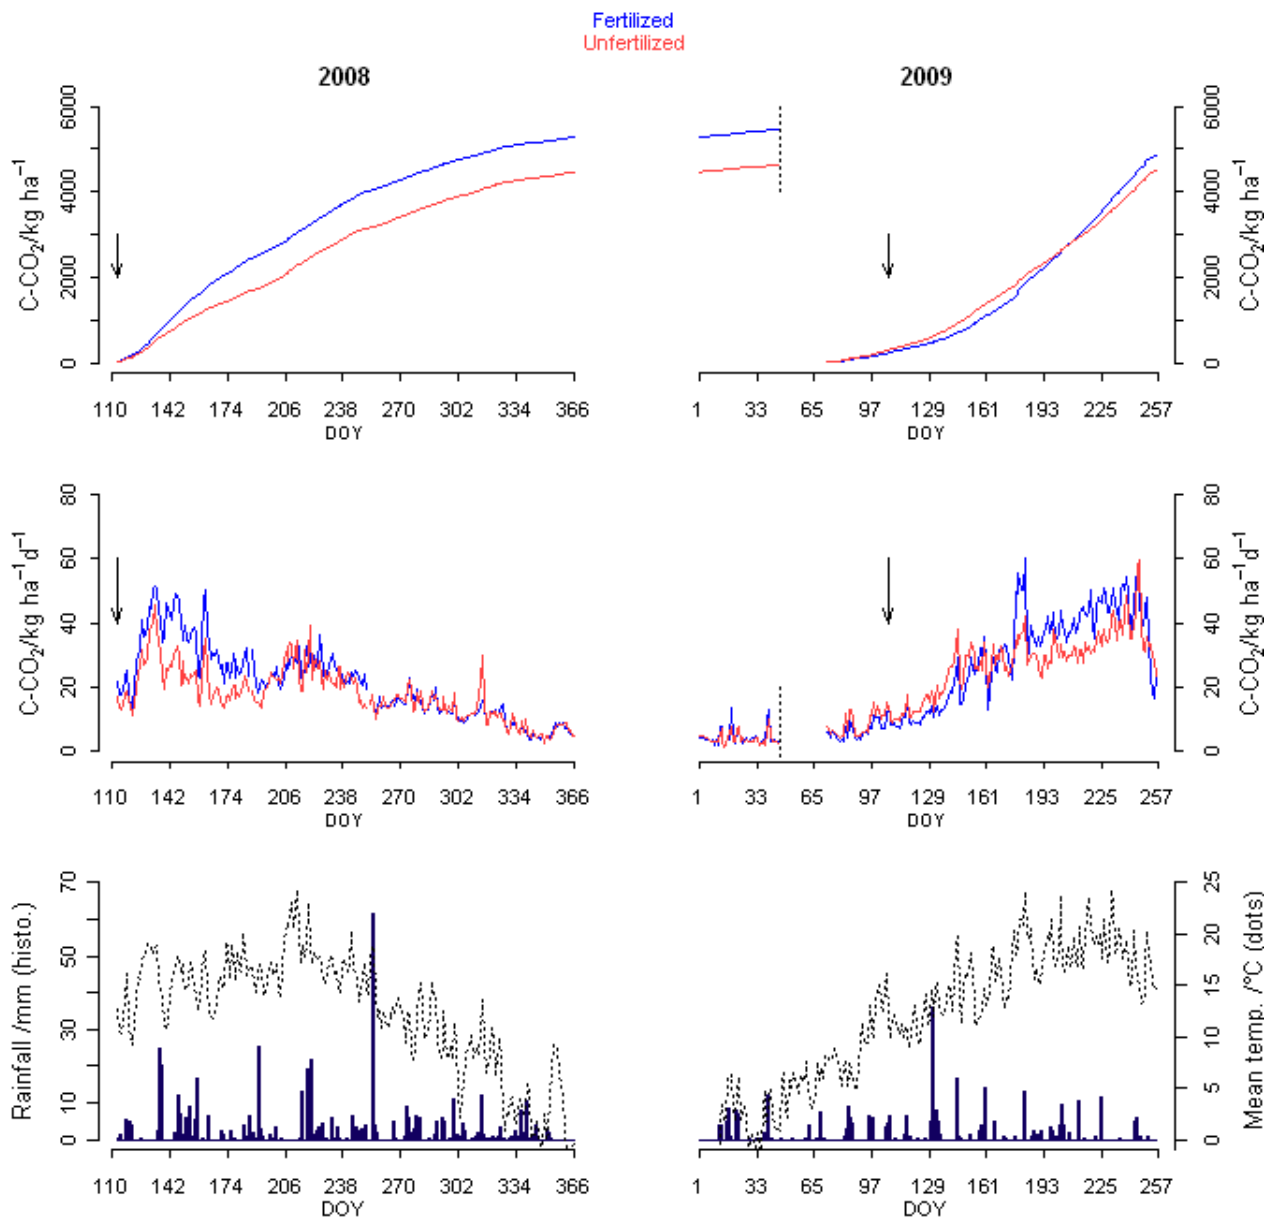 Fertilized
Unfertilized
2008
2009
C-CO₂/kg ha⁻¹
0 2000 4000 6000
110 142 174 206 238 270 302 334 366
DOY
0 2000 4000 6000
C-CO₂/kg ha⁻¹
1 33 65 97 129 161 193 225 257
DOY
C-CO₂/kg ha⁻¹d⁻¹
0 20 40 60 80
110 142 174 206 238 270 302 334 366
DOY
0 20 40 60 80
C-CO₂/kg ha⁻¹d⁻¹
1 33 65 97 129 161 193 225 257
DOY
Rainfall /mm (histo.)
0 10 30 50 70
110 142 174 206 238 270 302 334 366
DOY
0 5 10 15 20 25
Mean temp. /°C (dots)
1 33 65 97 129 161 193 225 257
DOY